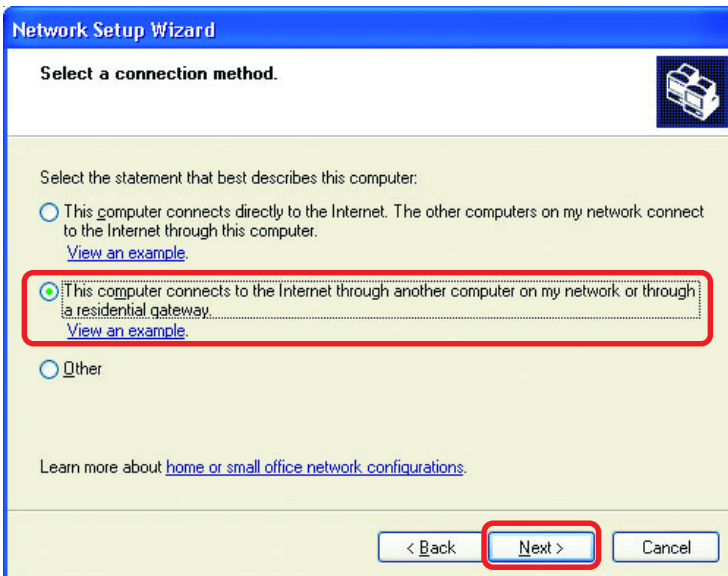 Network Setup Wizard
Select a connection method.
Select the statement that best describes this computer:
This computer connects directly to the Internet. The other computers on my network connect
to the Internet through this computer.
View an example.
This computer connects to the Internet through another computer on my network or through
a residential gateway.
View an example.
Other
Learn more about home or small office network configurations.
< Back
Next >
Cancel